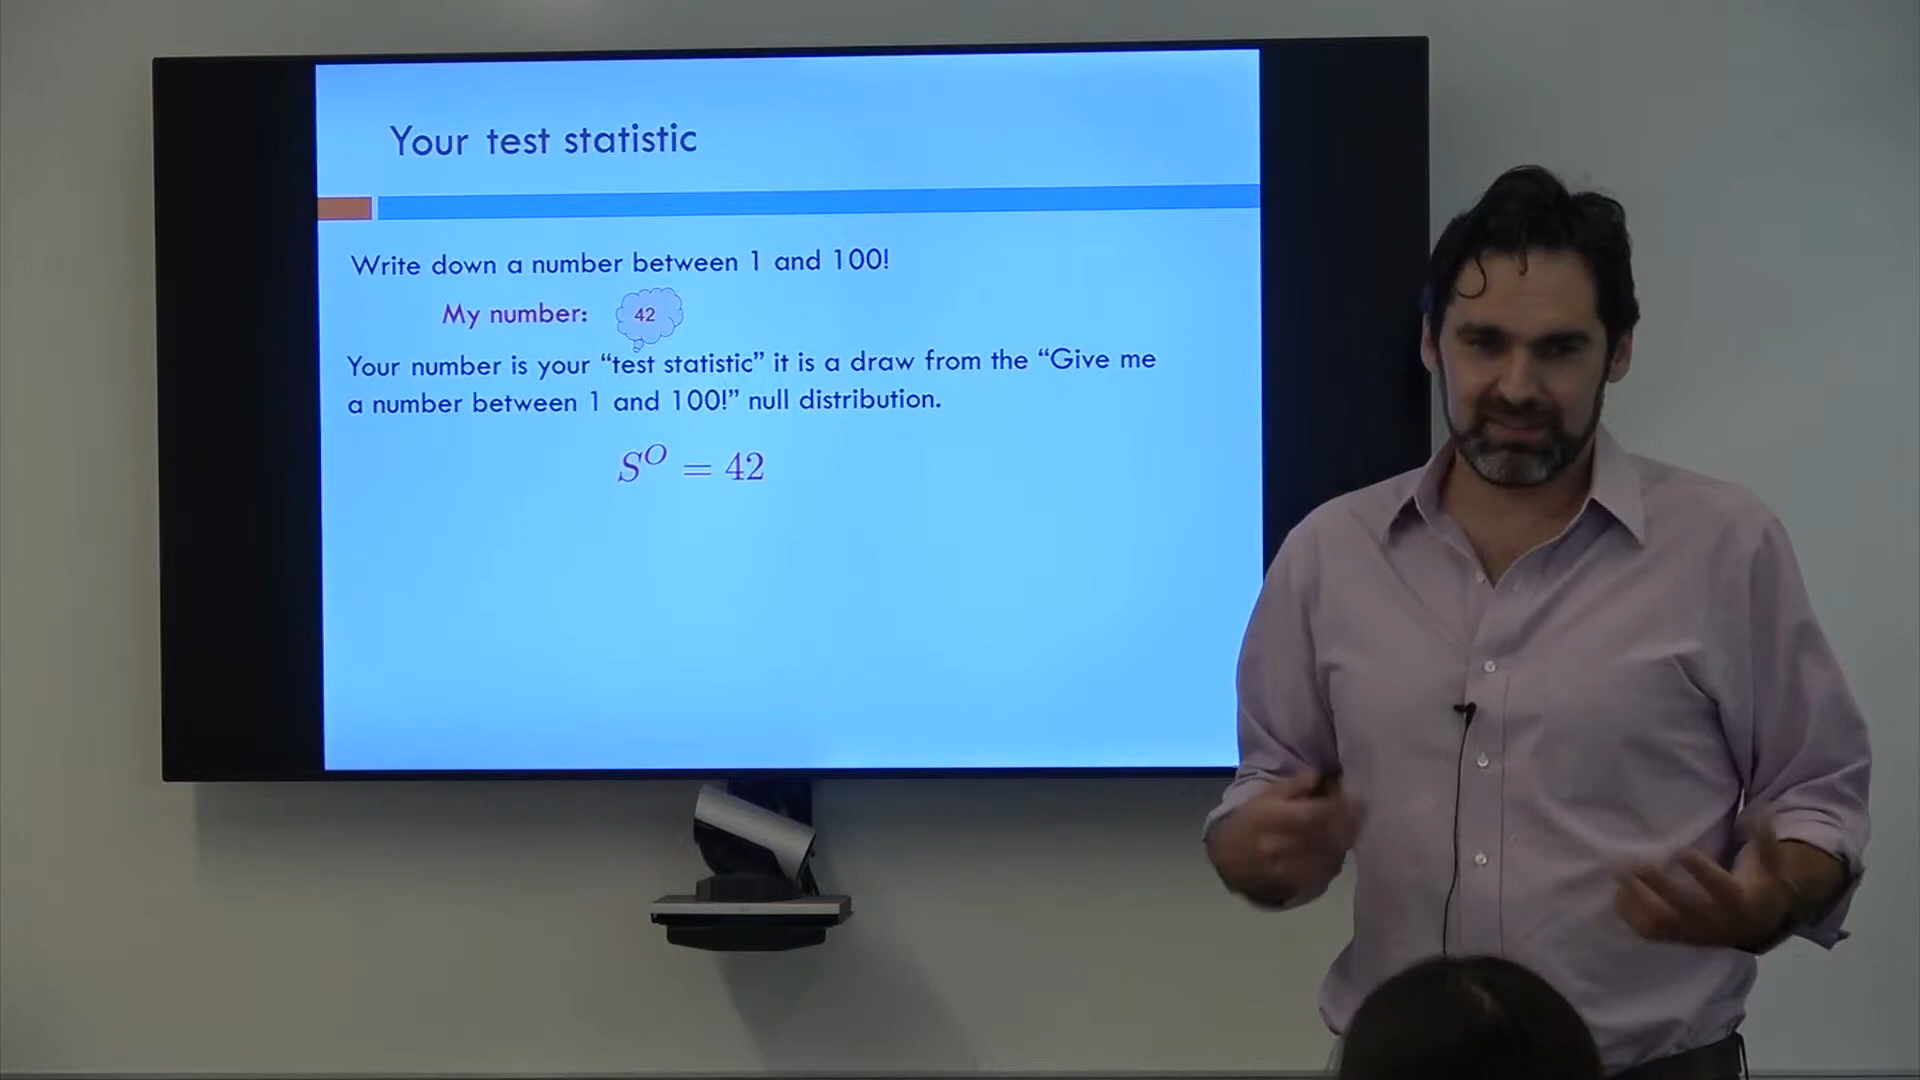 Your test statistic
Write down a number between 1 and 100!
My number: 42
Your number is your “test statistic” it is a draw from the “Give me
a number between 1 and 100!” null distribution.
S^O = 42